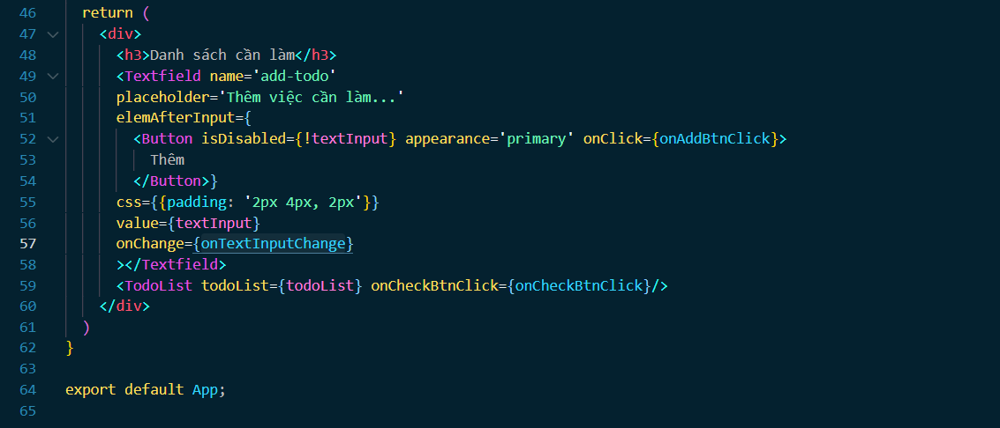 46 return (
47 <div>
48 <h3>Danh sách cần làm</h3>
49 <Textfield name='add-todo'
50 placeholder='Thêm việc cần làm...'
51 elemAfterInput={
52 <Button isDisabled={!textInput} appearance='primary' onClick={onAddBtnClick}>
53 Thêm
54 </Button>}
55 css={{padding: '2px 4px, 2px'}}
56 value={textInput}
57 onChange={onTextInputChange}
58 ></Textfield>
59 <TodoList todoList={todoList} onCheckBtnClick={onCheckBtnClick}/>
60 </div>
61 )
62 }
63
64 export default App;
65